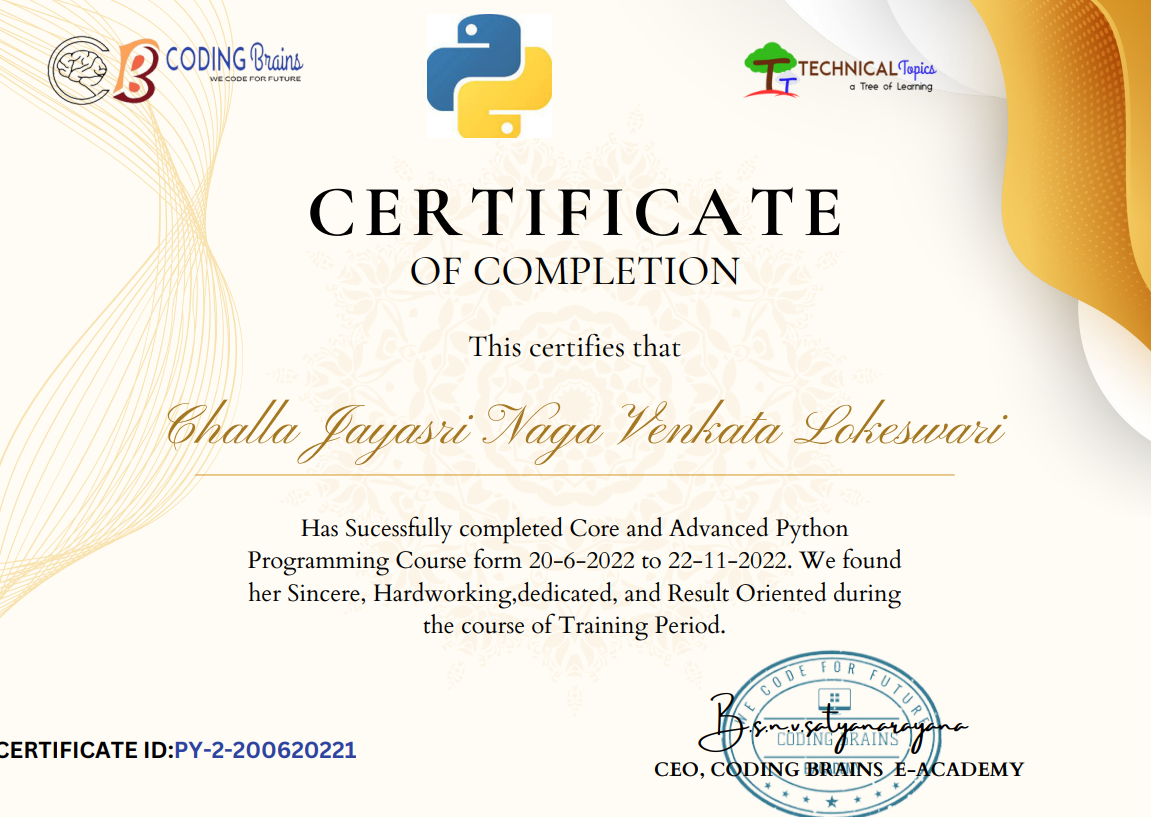 CODING Brains
WE CODE FOR FUTURE
TECHNICAL Topics
a Tree of Learning
CERTIFICATE
OF COMPLETION
This certifies that
Challa Jayasri Naga Venkata Lokeswari
Has Sucessfully completed Core and Advanced Python
Programming Course form 20-6-2022 to 22-11-2022. We found
her Sincere, Hardworking,dedicated, and Result Oriented during
the course of Training Period.
WE CODE FOR FUTURE
B.s.n.v.satyanarayana
CODING BRAINS
CERTIFICATE ID:PY-2-200620221
CEO, CODING BRAINS E-ACADEMY